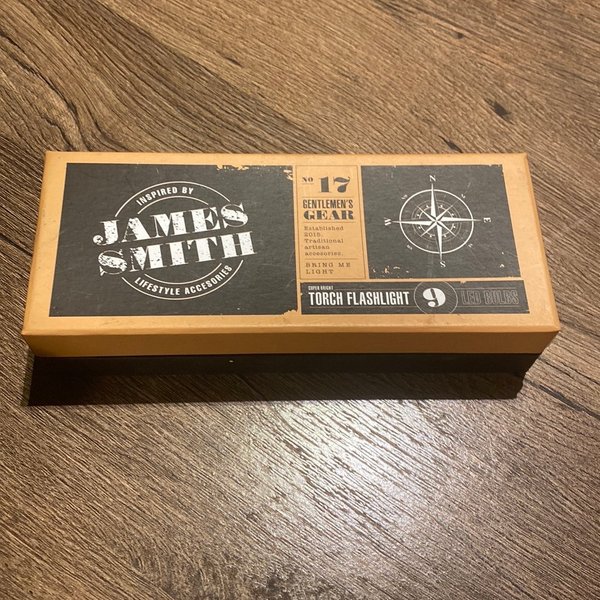 INSPIRED BY
JAMES
SMITH
LIFESTYLE ACCESORIES
NO 17
GENTLEMEN'S
GEAR
Established
2015.
Traditional
artisan
accesories.
BRING ME
LIGHT
N
W
E
S
SUPER BRIGHT
TORCH FLASHLIGHT
9
LED BULBS